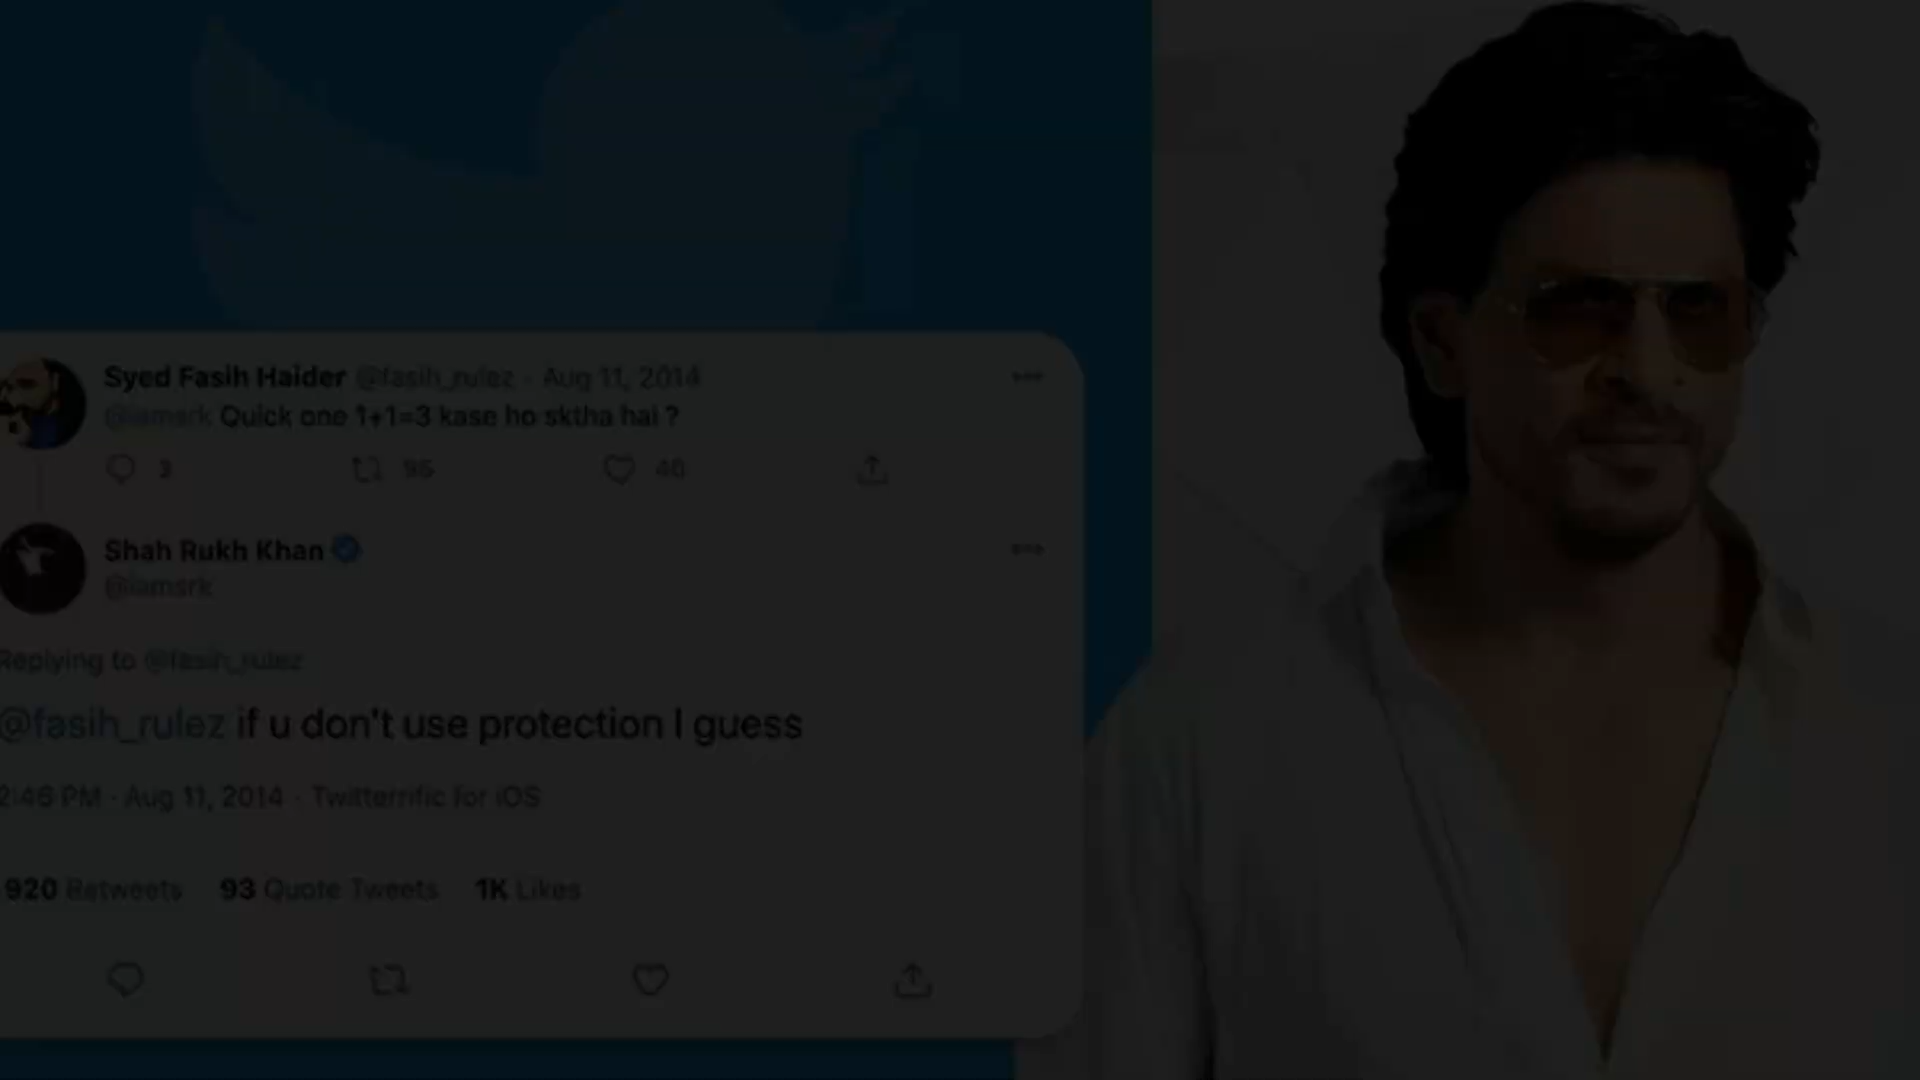 Syed Fasih Haider @fasih_rulez · Aug 11, 2014
@iamsrk Quick one 1+1=3 kase ho sktha hai ?
3 95 40
Shah Rukh Khan
@iamsrk
Replying to @fasih_rulez
@fasih_rulez if u don't use protection I guess
2:46 PM · Aug 11, 2014 · Twitterrific for iOS
920 Retweets 93 Quote Tweets 1K Likes